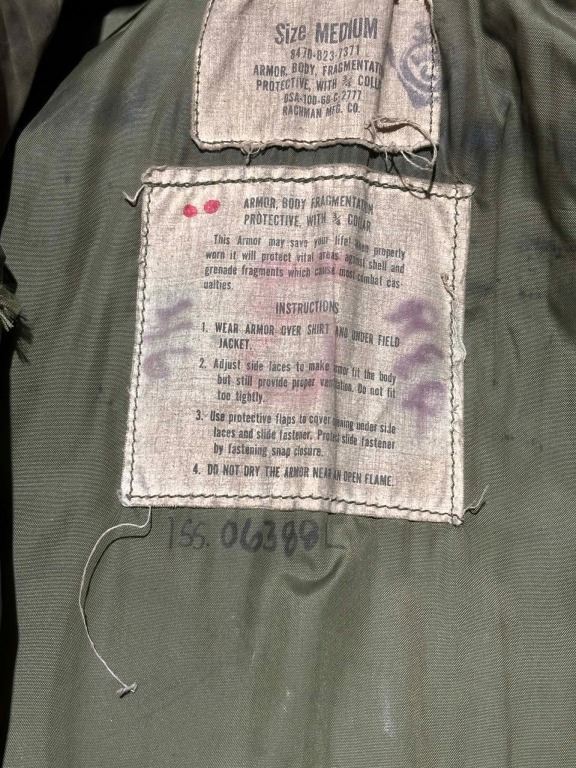 Size MEDIUM
8470-823-7371
ARMOR, BODY, FRAGMENTATI
PROTECTIVE, WITH ¾ COLLA
DSA-100-68-C-2777
RACHMAN MFG. CO.
ARMOR, BODY FRAGMENTATION
PROTECTIVE, WITH ¾ COLLAR
This Armor may save your life! When properly
worn it will protect vital areas against shell and
grenade fragments which cause most combat cas-
ualties.
INSTRUCTIONS
1. WEAR ARMOR OVER SHIRT AND UNDER FIELD
JACKET.
2. Adjust side laces to make armor fit the body
but still provide proper ventilation. Do not fit
too tightly.
3. Use protective flaps to cover opening under side
laces and slide fastener. Protect slide fastener
by fastening snap closure.
4. DO NOT DRY THE ARMOR NEAR AN OPEN FLAME.
ISS. 06388L